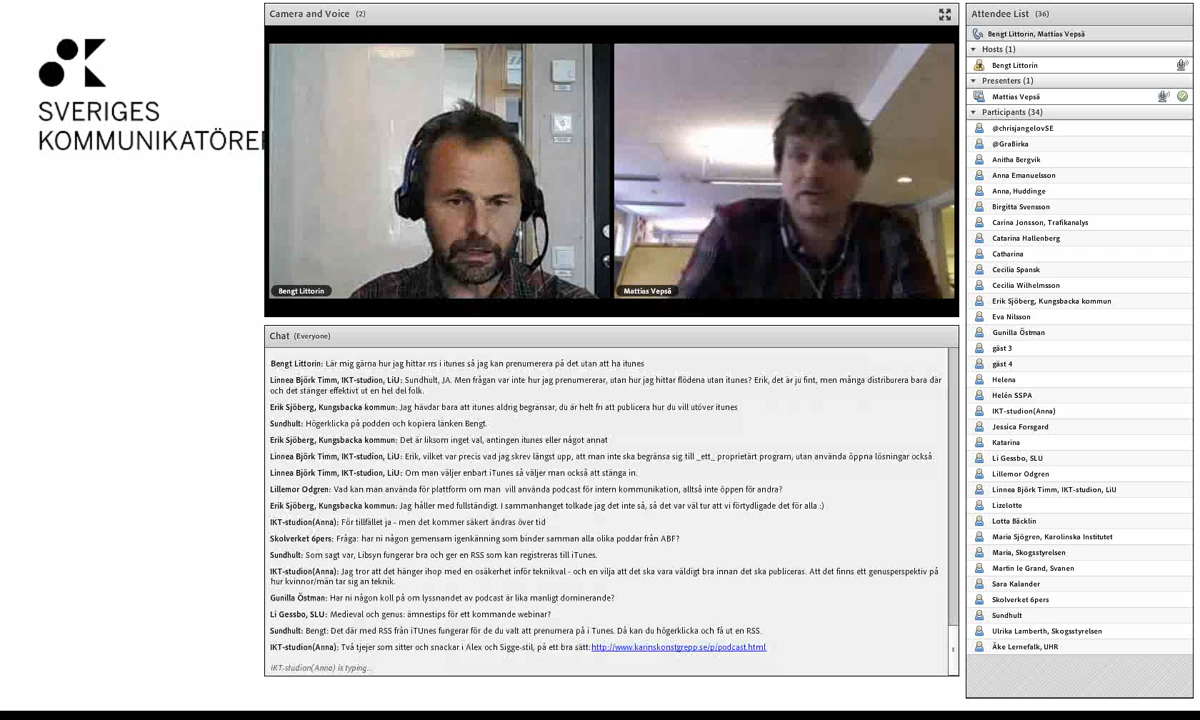 SVERIGES
KOMMUNIKATÖRER
Camera and Voice (2)
Bengt Littorin
Mattias Vepsä
Chat (Everyone)
Bengt Littorin: Lär mig gärna hur jag hittar rrs i itunes så jag kan prenumerera på det utan att ha itunes
Linnea Björk Timm, IKT-studion, LiU: Sundhult, JA. Men frågan var inte hur jag prenumererar, utan hur jag hittar flödena utan itunes? Erik, det är ju fint, men många distribuerar bara där
och det stänger effektivt ut en hel del folk.
Erik Sjöberg, Kungsbacka kommun: Jag hävdar bara att itunes aldrig begränsar, du är helt fri att publicera hur du vill utöver itunes
Sundhult: Högerklicka på podden och kopiera länken Bengt.
Erik Sjöberg, Kungsbacka kommun: Det är liksom inget val, antingen itunes eller något annat
Linnea Björk Timm, IKT-studion, LiU: Erik, vilket var precis vad jag skrev längst upp, att man inte ska begränsa sig till _ett_ proprietärt program, utan använda öppna lösningar också.
Linnea Björk Timm, IKT-studion, LiU: Om man väljer enbart iTunes så väljer man också att stänga in.
Lillemor Odgren: Vad kan man använda för plattform om man vill använda podcast för intern kommunikation, alltså inte öppen för andra?
Erik Sjöberg, Kungsbacka kommun: Jag håller med fullständigt. I sammanhanget tolkade jag det inte så, så det var väl tur att vi förtydligade det för alla :)
IKT-studion(Anna): För tillfället ja - men det kommer säkert ändras över tid
Skolverket 6pers: Fråga: har ni någon gemensam igenkänning som binder samman alla olika poddar från ABF?
Sundhult: Som sagt var, Libsyn fungerar bra och ger en RSS som kan registreras till iTunes.
IKT-studion(Anna): Jag tror att det hänger ihop med en osäkerhet inför teknikval - och en vilja att det ska vara väldigt bra innan det ska publiceras. Att det finns ett genusperspektiv på
hur kvinnor/män tar sig an teknik.
Gunilla Östman: Har ni någon koll på om lyssnandet av podcast är lika manligt dominerande?
Li Gessbo, SLU: Medieval och genus: ämnestips för ett kommande webinar?
Sundhult: Bengt: Det där med RSS från iTUnes fungerar för de du valt att prenumera på i Tunes. Då kan du högerklicka och få ut en RSS.
IKT-studion(Anna): Två tjejer som sitter och snackar i Alex och Sigge-stil, på ett bra sätt: http://www.karinskonstgrepp.se/p/podcast.html
IKT-studion(Anna) is typing...
Attendee List (36)
Bengt Littorin, Mattias Vepsä
Hosts (1)
Bengt Littorin
Presenters (1)
Mattias Vepsä
Participants (34)
@chrisjangelovSE
@GraBirka
Anitha Bergvik
Anna Emanuelsson
Anna, Huddinge
Birgitta Svensson
Carina Jonsson, Trafikanalys
Catarina Hallenberg
Catharina
Cecilia Spansk
Cecilia Wilhelmsson
Erik Sjöberg, Kungsbacka kommun
Eva Nilsson
Gunilla Östman
gäst 3
gäst 4
Helena
Helén SSPA
IKT-studion(Anna)
Jessica Forsgard
Katarina
Li Gessbo, SLU
Lillemor Odgren
Linnea Björk Timm, IKT-studion, LiU
Lizelotte
Lotta Bäcklin
Maria Sjögren, Karolinska Institutet
Maria, Skogsstyrelsen
Martin le Grand, Svanen
Sara Kalander
Skolverket 6pers
Sundhult
Ulrika Lamberth, Skogsstyrelsen
Åke Lernefalk, UHR